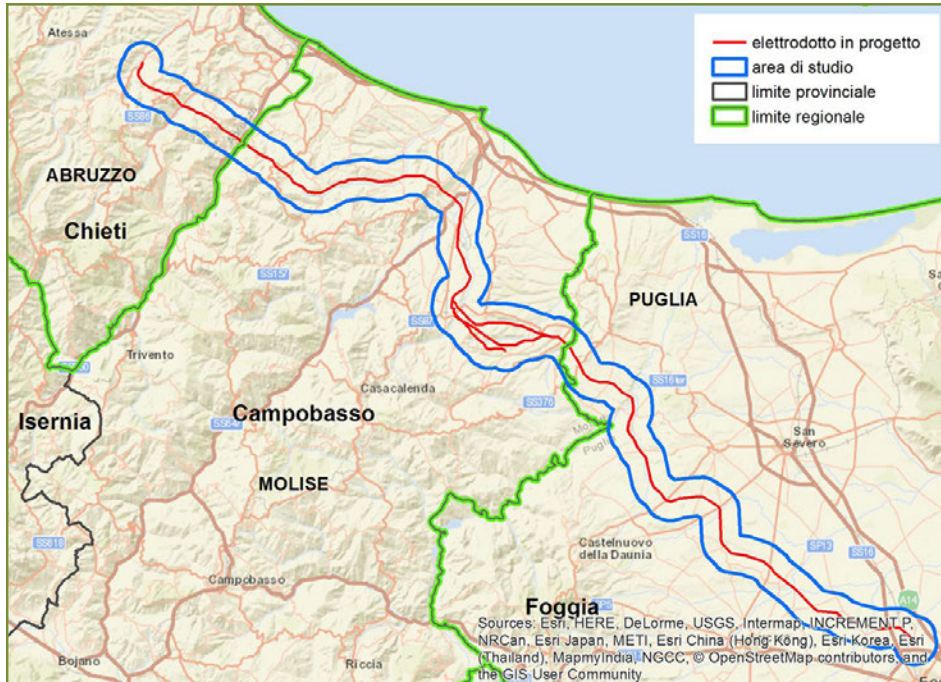 Atessa
elettrodotto in progetto
area di studio
limite provinciale
limite regionale
SS86
ABRUZZO
Chieti
SS16
SS157
PUGLIA
SS87
Trivento
Casacalenda
SS16ter
SS376
Isernia
Campobasso
San
Severo
MOLISE
SS618
Castelnuovo
della Daunia
SP13
SS16
Campobasso
A14
Foggia
Sources: Esri, HERE, DeLorme, USGS, Intermap, INCREMENT P,
NRCan, Esri Japan, METI, Esri China (Hong Kong), Esri Korea, Esri
(Thailand), MapmyIndia, NGCC, © OpenStreetMap contributors, and
the GIS User Community
Bojano
Riccia